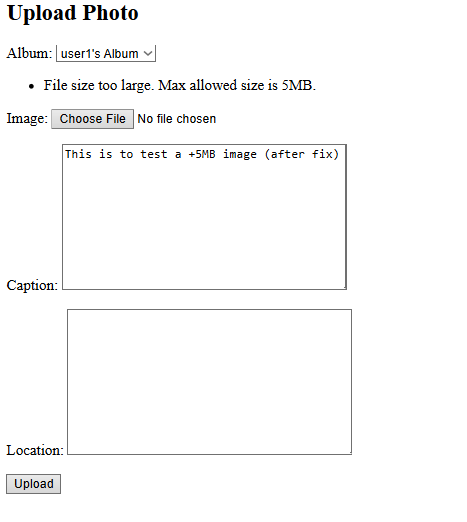 Upload Photo
Album: user1's Album
File size too large. Max allowed size is 5MB.
Image: Choose File No file chosen
This is to test a +5MB image (after fix)
Caption:
Location:
Upload